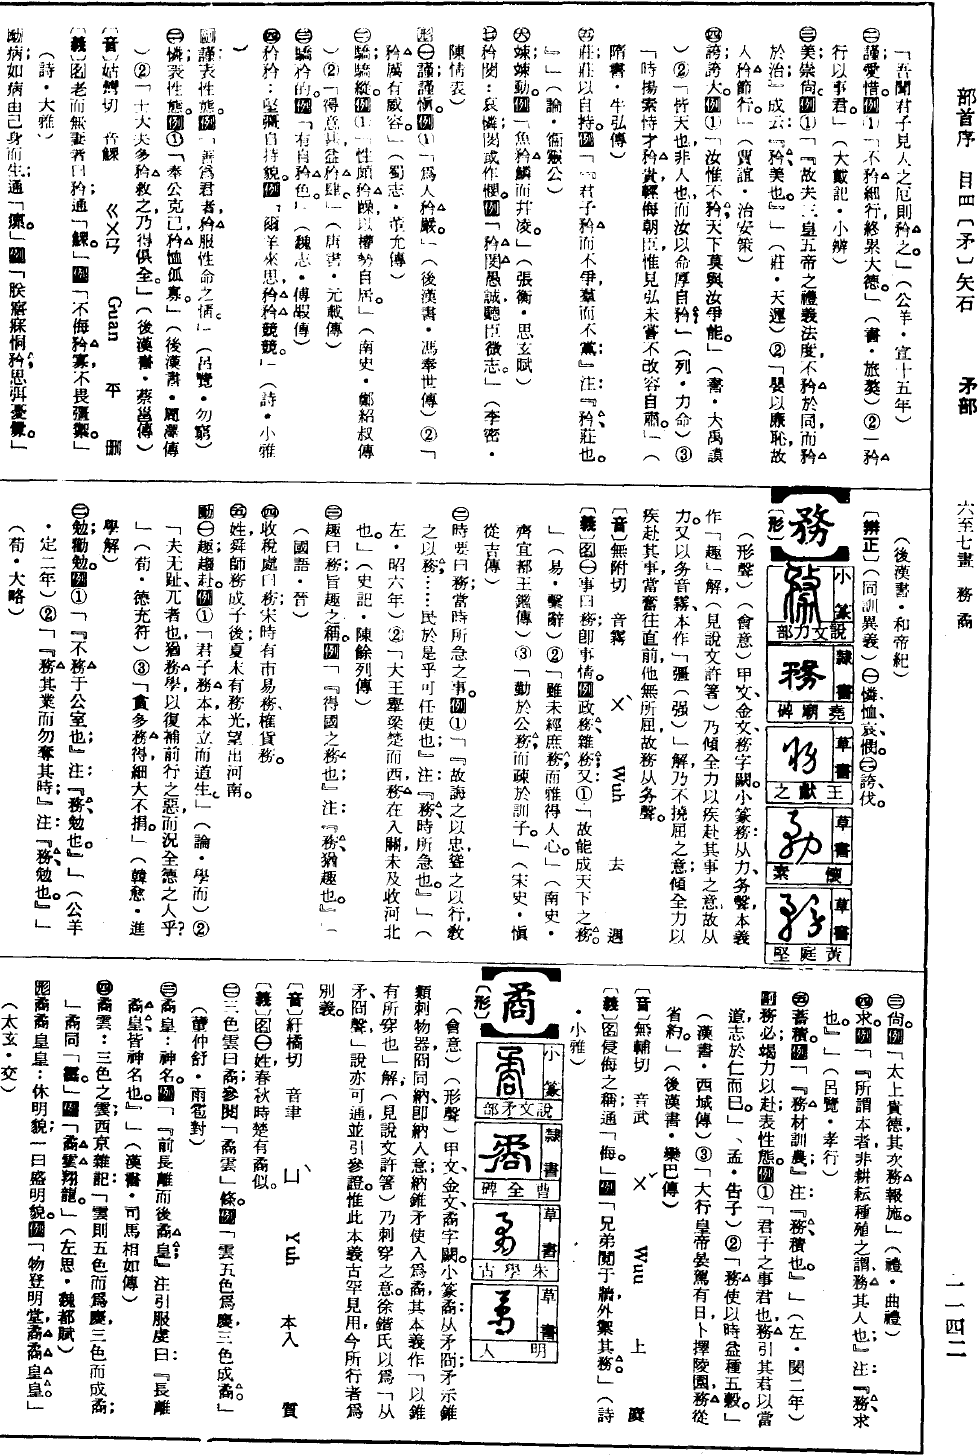 部首序 目四〔矛〕矢石 矛部 六至七畫 務矞 一一四二
「吾聞君子見人之厄則矜之。」(公羊・宣十五年)
㊁謹愛惜。例①「不矜細行,終累大德。」(書・旅獒)②「矜
行以事君。」(大戴記・小辨)
㊂美;崇尙。例①「『故夫三皇五帝之禮義法度,不矜於同,而矜
於治』成云:『矜,美也。』」(莊・天運)②「嬰以廉恥,故
人矜節行。」(賈誼・治安策)
㊃誇;誇大。例①「汝惟不矜,天下莫與汝爭能。」(書・大禹謨
)②「皆天也,非人也,而汝以命厚自矜。」(列・力命)③
「時楊素恃才矜貴,輕侮朝臣,惟見弘未嘗不改容自肅。」(
隋書・牛弘傳)
㊄莊;莊以自持。例「『君子矜而不爭,羣而不黨。』注:『矜,莊也。
』」(論・衞靈公)
㊅竦;竦動。例「魚矜鱗而幷凌。」(張衡・思玄賦)
㊆矜閔:哀憐閔,或作憫。例「矜閔愚誠,聽臣微志。」(李密・
陳情表)
形㊀謹;謹愼。例①「爲人矜嚴。」(後漢書・馮奉世傳)②「
矜厲有威容。」(蜀志・董允傳)
㊁驕;驕縱。例①「性頗矜躁,以權勢自居。」(南史・鄭紹叔傳
)②「得意甚,益矜肆。」(唐書・元載傳)
㊂驕矜的。例「有自矜色。」(魏志・傅嘏傳)
㊃矜矜:堅彊自持貌。例「爾羊來思,矜矜兢兢。」(詩・小雅
)
副謹:表性態。例「善爲君者,矜服性命之情。」(呂覽・勿窮)
㊁憐:表性態。例①「奉公克己,矜恤孤寡。」(後漢書・周澤傳
)②「士大夫多矜救之,乃得俱全。」(後漢書・蔡邕傳)
〔音〕姑彎切 音鰥 ㄍㄨㄢ Guan 平 刪
〔義〕名老而無妻者曰矜,通「鰥」。例「不侮矜寡,不畏彊禦。」
(詩・大雅)
動病;如病由己身而生,通「瘝」。例「朕寤寐恫矜,思弭憂釁。」
(後漢書・和帝紀)
〔辨正〕(同訓異義)㊀憐、恤、哀、憫。㊁誇、伐。
【務】
小篆 說文力部
隸書 堯廟碑
草書 王獻之
草書 懷素
草書 黃庭堅
〔形〕(形聲)(會意)甲文、金文務字闕。小篆務:从力、敄聲,本義
作「趣」解(見說文許箸),乃傾全力以疾赴其事之意,故从
力。又以敄音霧,本作「彊(强)」解,乃不撓屈之意;傾全力以
疾赴其事,當奮往直前,他無所屈,故務从敄聲。
〔音〕無附切 音霧 ㄨˋ Wuh 去 遇
〔義〕名㊀事曰務,卽事情。例政務、雜務。又:①「故能成天下之務。
」(易・繫辭)②「雖未經庶務,而雅得人心。」(南史・
齊宜都王鑑傳)③「勤於公務,而疎於訓子。」(宋史・愼
從吉傳)
㊁時要曰務,當時所急之事。例①「『故誨之以忠,聳之以行,敎
之以務,……民於是乎可任使也。』注:『務,時所急也。』」(
左・昭六年)②「大王舉梁楚而西,務在入關,未及收河北
也。」(史記・陳餘列傳)
㊂趣曰務,旨趣之稱。例「『得國之務也』注:『務,猶趣也。』」
(國語・晉)
㊃收稅處曰務;宋時有市易務、榷貨務。
㊄姓,舜師務成子後;夏末有務光,望出河南。
動㊀趣;趨赴。例①「君子務本,本立而道生。」(論・學而)②
「夫无趾,兀者也,猶務學以復補前行之惡,而況全德之人乎?
」(荀・德充符)③「貪多務得,細大不捐。」(韓愈・進
學解)
㊁勉;勸勉。例①「『不務于公室也』注:『務,勉也。』」(公羊
・定二年)②「『務其業而勿奪其時。』注:『務,勉也。』」
(荀・大略)
㊂尙。例「太上貴德,其次務報施。」(禮・曲禮)
㊃求。例「『所謂本者,非耕耘種殖之謂,務其人也。』注:『務,求
也。』」(呂覽・孝行)
㊄蓄積。例「『務材訓農』注:『務,積也。』」(左・閔二年)
副務必;竭力以赴:表性態。例①「君子之事君也,務引其君以當
道,志於仁而已。」(孟・告子)②「務使以時益種五穀。」
(漢書・西域傳)③「大行皇帝晏駕有日,卜擇陵園,務從
省約。」(後漢書・欒巴傳)
〔音〕無輔切 音武 ㄨˇ Wuu 上 麌
〔義〕名侵侮之稱,通「侮」。例「兄弟鬩于牆,外禦其務。」(詩
・小雅)
【矞】
小篆 說文矛部
隸書 曹全碑
草書 朱學古
草書 明人
〔形〕(會意)(形聲)甲文、金文矞字闕。小篆矞:从矛冏,矛示錐
類刺物器,冏同納,卽納入意,納錐矛使入爲矞,其本義作「以錐
有所穿也」解(見說文許箸),乃刺穿之意。徐鍇氏以爲「从
矛冏聲」說亦可通,並引參證。惟此本義古罕見用,今所行者爲
別義。
〔音〕紆橘切 音聿 ㄩˋ Yuh 本入 質
〔義〕名㊀姓,春秋時楚有矞似。
㊁三色雲曰矞,參閱「矞雲」條。例「雲五色爲慶,三色成矞。」
(董仲舒・雨雹對)
㊂矞皇:神名。例「『前長離而後矞皇』注引服虔曰:『長離、
矞皇皆神名也。』」(漢書・司馬相如傳)
㊃矞雲:三色之雲;西京雜記:「雲則五色而爲慶,三色而成矞;
」矞同「霱」。例「矞雲翔龍。」(左思・魏都賦)
形矞矞皇皇:休明貌;一曰盛明貌。例「物登明堂,矞矞皇皇。」
(太玄・交)